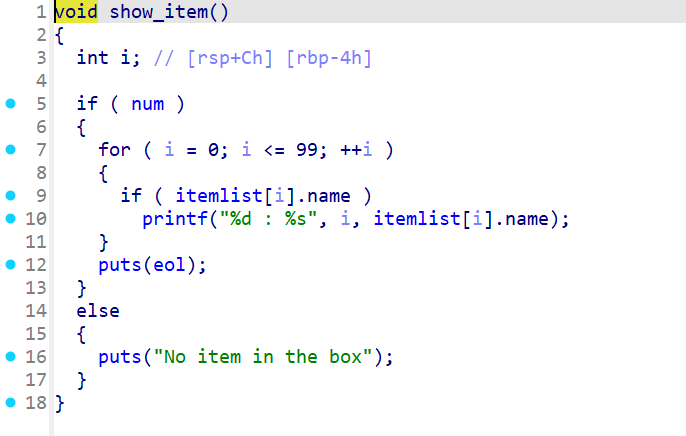 1 void show_item()
2 {
3   int i; // [rsp+Ch] [rbp-4h]
4
5   if ( num )
6   {
7     for ( i = 0; i <= 99; ++i )
8     {
9       if ( itemlist[i].name )
10         printf("%d : %s", i, itemlist[i].name);
11     }
12     puts(eol);
13   }
14   else
15   {
16     puts("No item in the box");
17   }
18 }